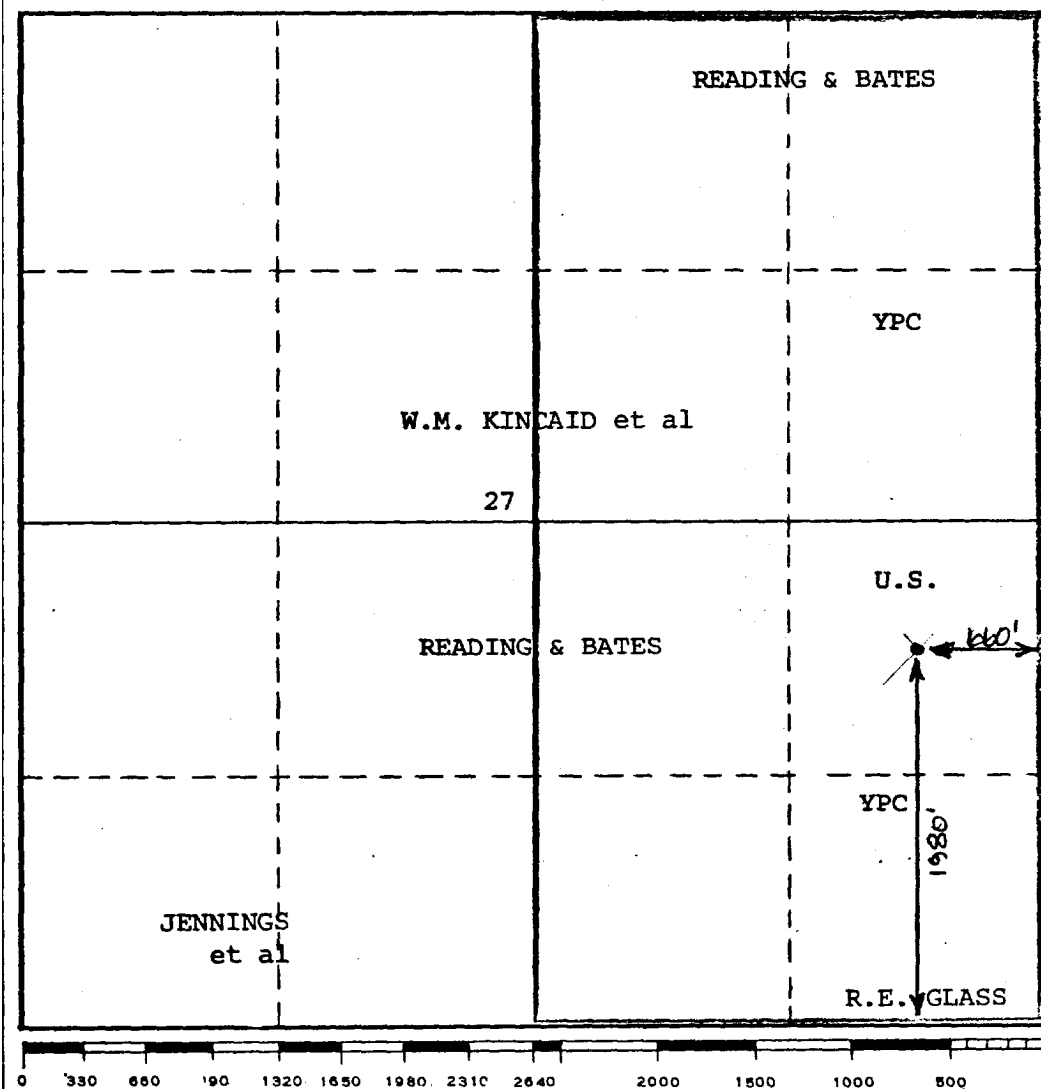 READING & BATES
YPC
W.M. KINCAID et al
27
U.S.
READING & BATES
660'
YPC
1980'
JENNINGS
et al
R.E. GLASS
0 330 660 190 1320 1650 1980 2310 2640 2000 1500 1000 500